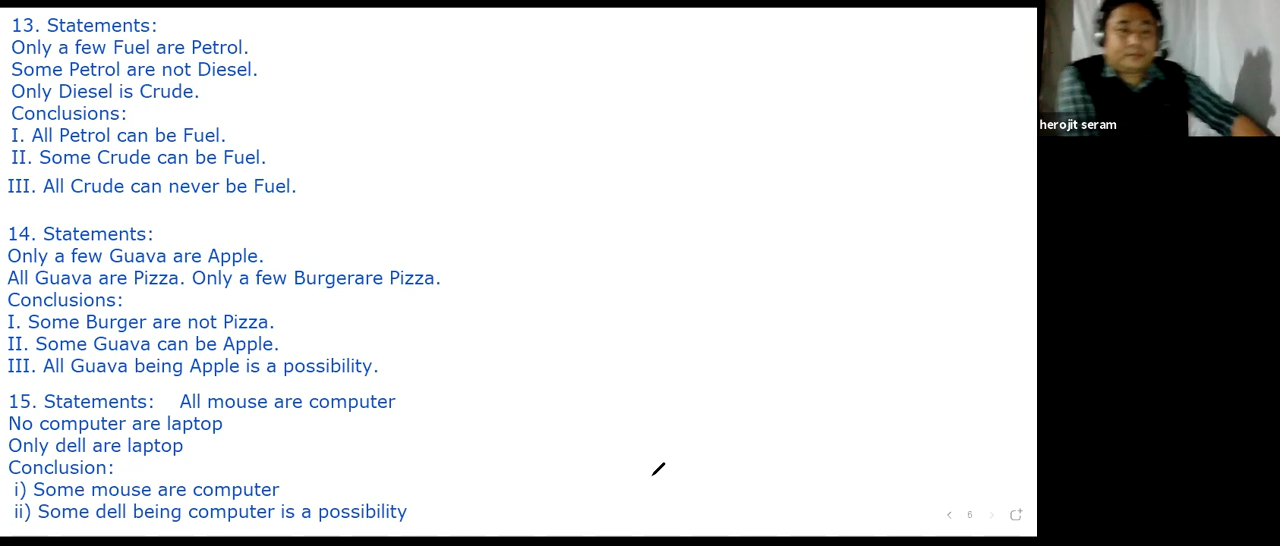 13. Statements:
Only a few Fuel are Petrol.
Some Petrol are not Diesel.
Only Diesel is Crude.
Conclusions:
I. All Petrol can be Fuel.
II. Some Crude can be Fuel.
III. All Crude can never be Fuel.
14. Statements:
Only a few Guava are Apple.
All Guava are Pizza. Only a few Burgerare Pizza.
Conclusions:
I. Some Burger are not Pizza.
II. Some Guava can be Apple.
III. All Guava being Apple is a possibility.
15. Statements: All mouse are computer
No computer are laptop
Only dell are laptop
Conclusion:
i) Some mouse are computer
ii) Some dell being computer is a possibility
6
herojit seram